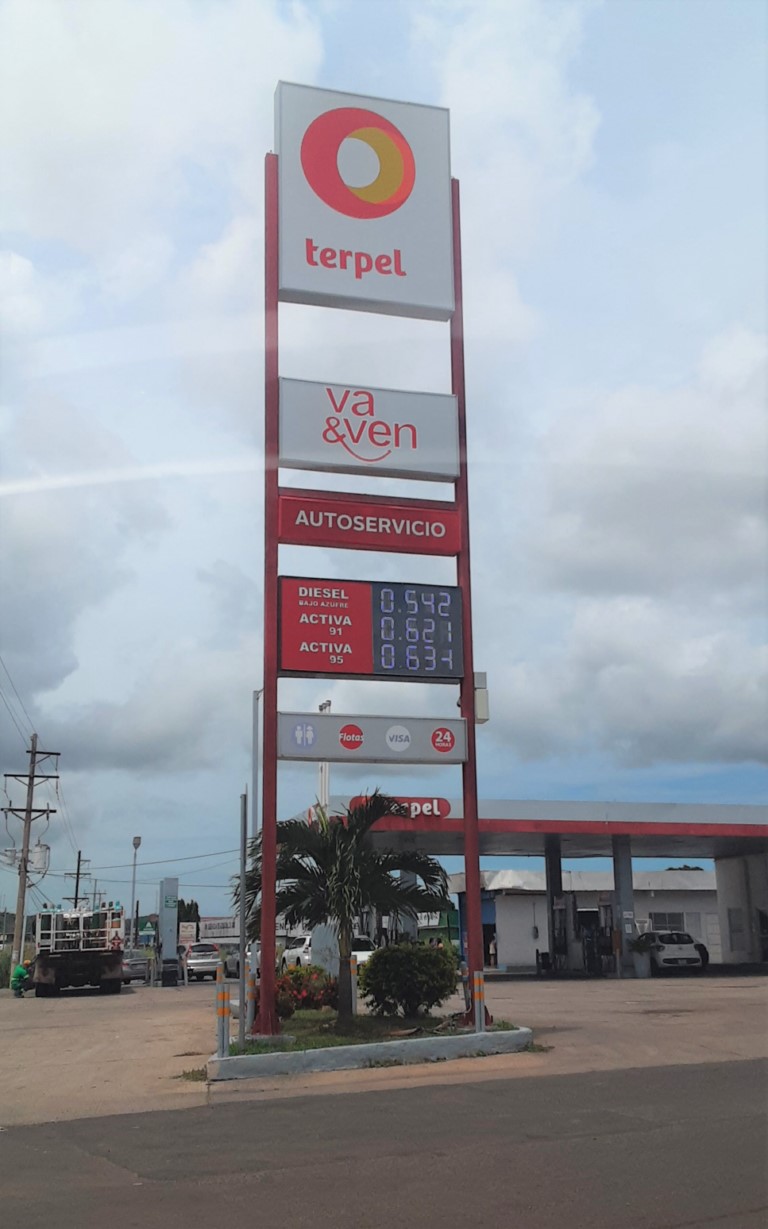 terpel
va
&ven
AUTOSERVICIO
DIESEL 0.542
BAJO AZUFRE
ACTIVA 0.621
91
ACTIVA 0.634
95
Flotas VISA 24
HORAS
terpel